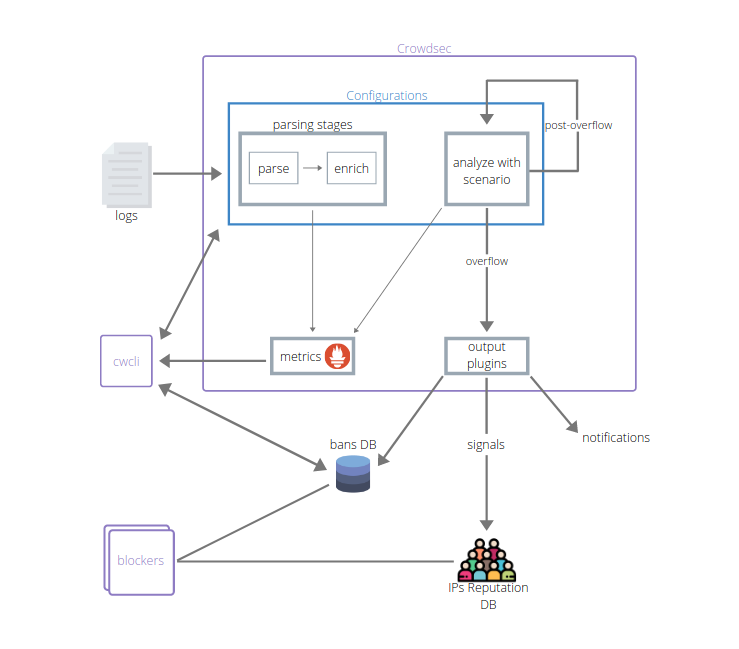 Crowdsec
Configurations
parsing stages
post-overflow
parse
enrich
analyze with
scenario
logs
overflow
metrics
output
plugins
cwcli
bans DB
signals
notifications
blockers
IPs Reputation
DB